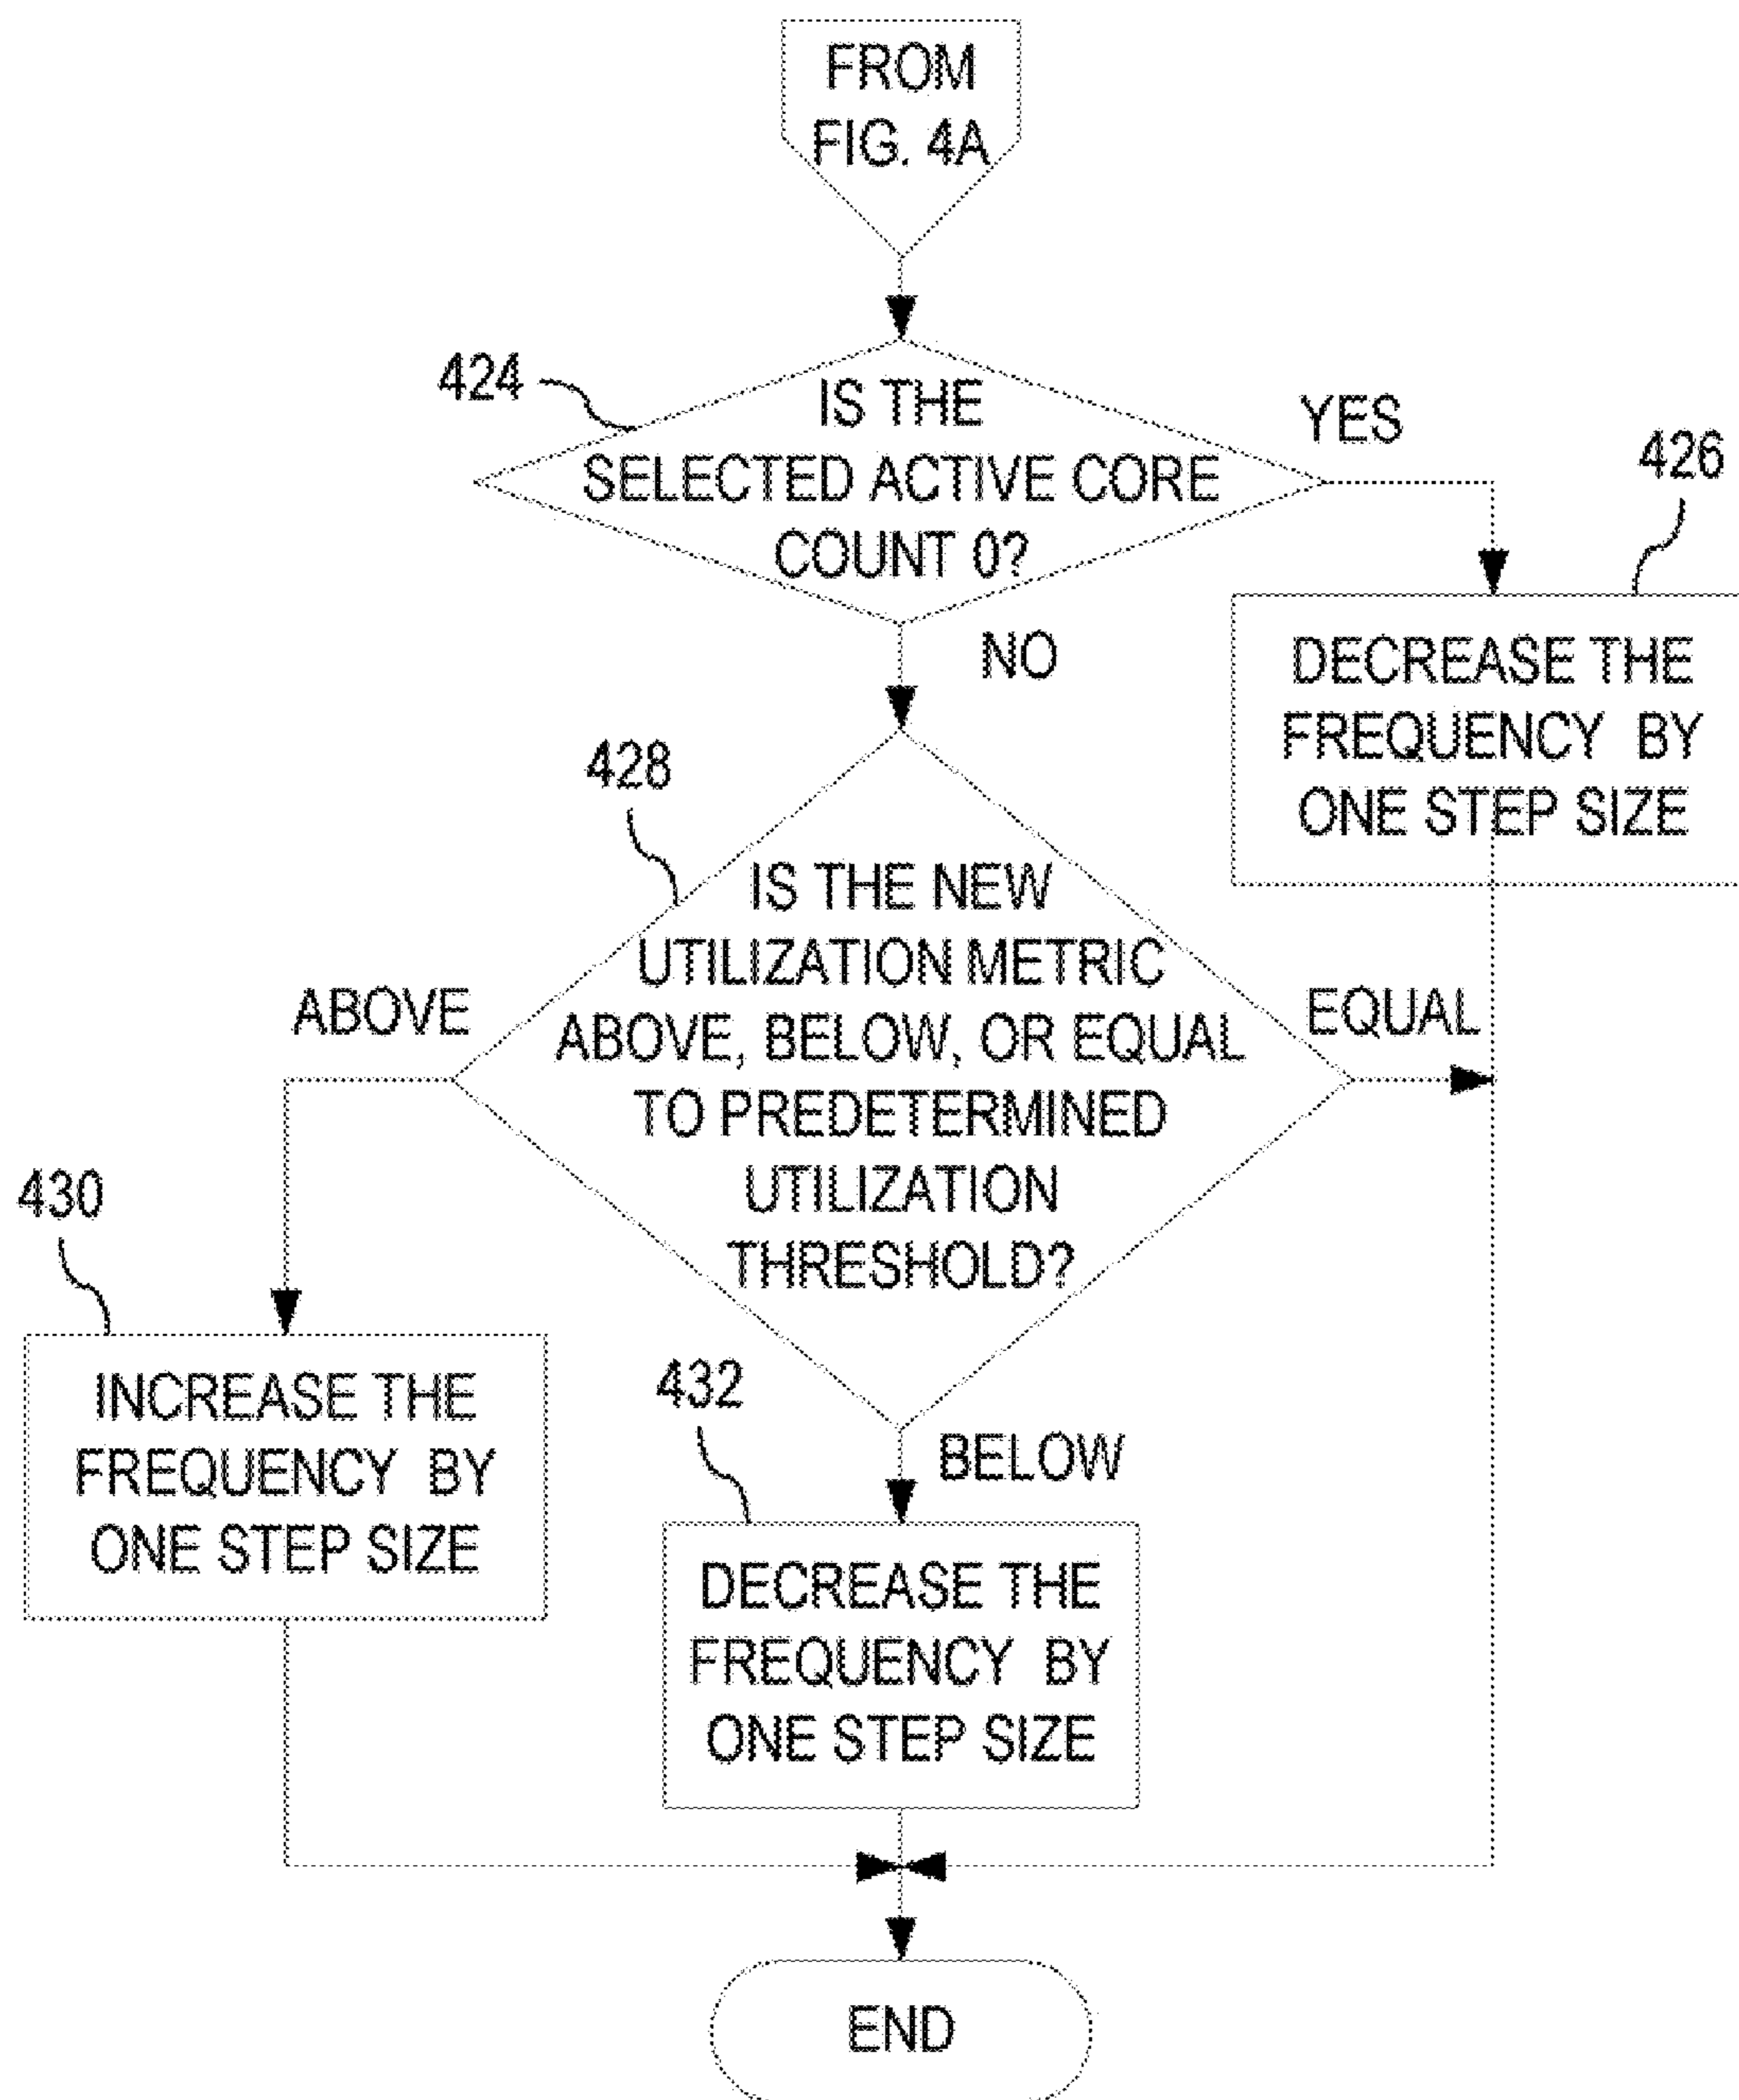 FROM
FIG. 4A
424
IS THE
SELECTED ACTIVE CORE
COUNT 0?
YES
426
NO
DECREASE THE
FREQUENCY BY
ONE STEP SIZE
428
IS THE NEW
UTILIZATION METRIC
ABOVE, BELOW, OR EQUAL
TO PREDETERMINED
UTILIZATION
THRESHOLD?
ABOVE
EQUAL
430
INCREASE THE
FREQUENCY BY
ONE STEP SIZE
432
BELOW
DECREASE THE
FREQUENCY BY
ONE STEP SIZE
END